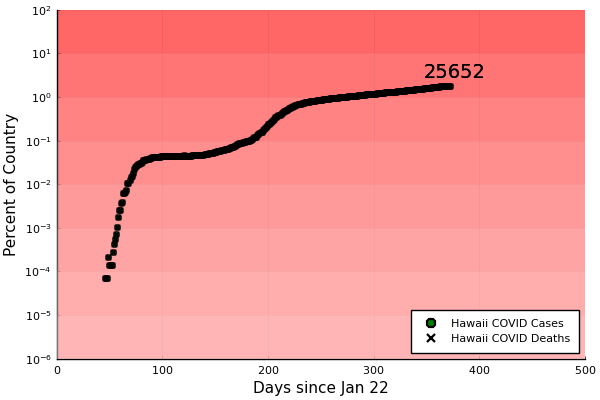 10²
10¹
10⁰
10⁻¹
10⁻²
10⁻³
10⁻⁴
10⁻⁵
10⁻⁶
Percent of Country
25652
Hawaii COVID Cases
Hawaii COVID Deaths
0 100 200 300 400 500
Days since Jan 22